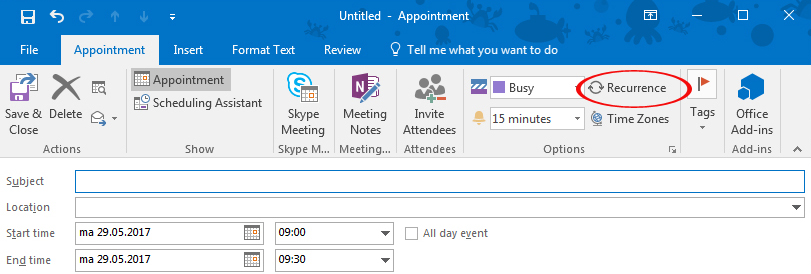 Untitled - Appointment
File Appointment Insert Format Text Review Tell me what you want to do
Save & Close
Delete
Actions
Appointment
Scheduling Assistant
Show
Skype Meeting
Skype M...
Meeting Notes
Meeting...
Invite Attendees
Attendees
Busy
Recurrence
15 minutes
Time Zones
Options
Tags
Office Add-ins
Add-ins
Subject
Location
Start time ma 29.05.2017 09:00 All day event
End time ma 29.05.2017 09:30